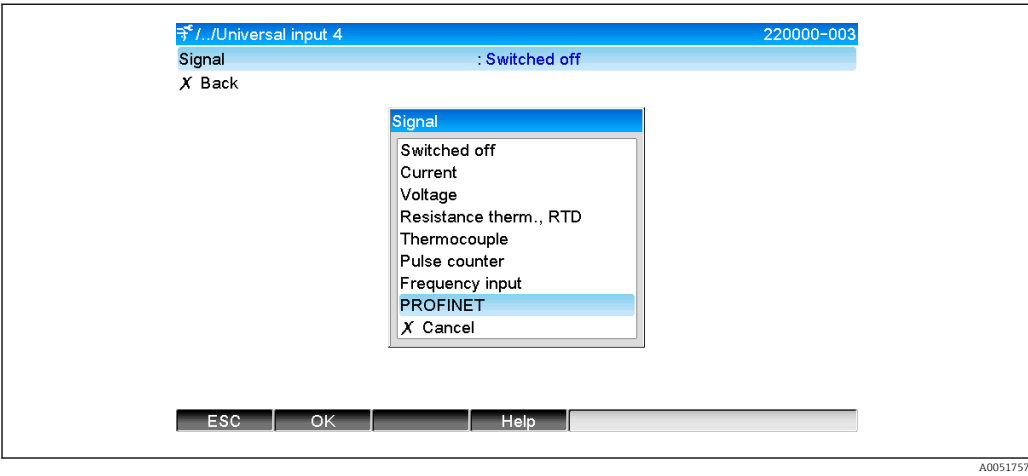 /../Universal input 4 220000-003
Signal : Switched off
X Back
Signal
Switched off
Current
Voltage
Resistance therm., RTD
Thermocouple
Pulse counter
Frequency input
PROFINET
X Cancel
ESC OK Help
A0051757